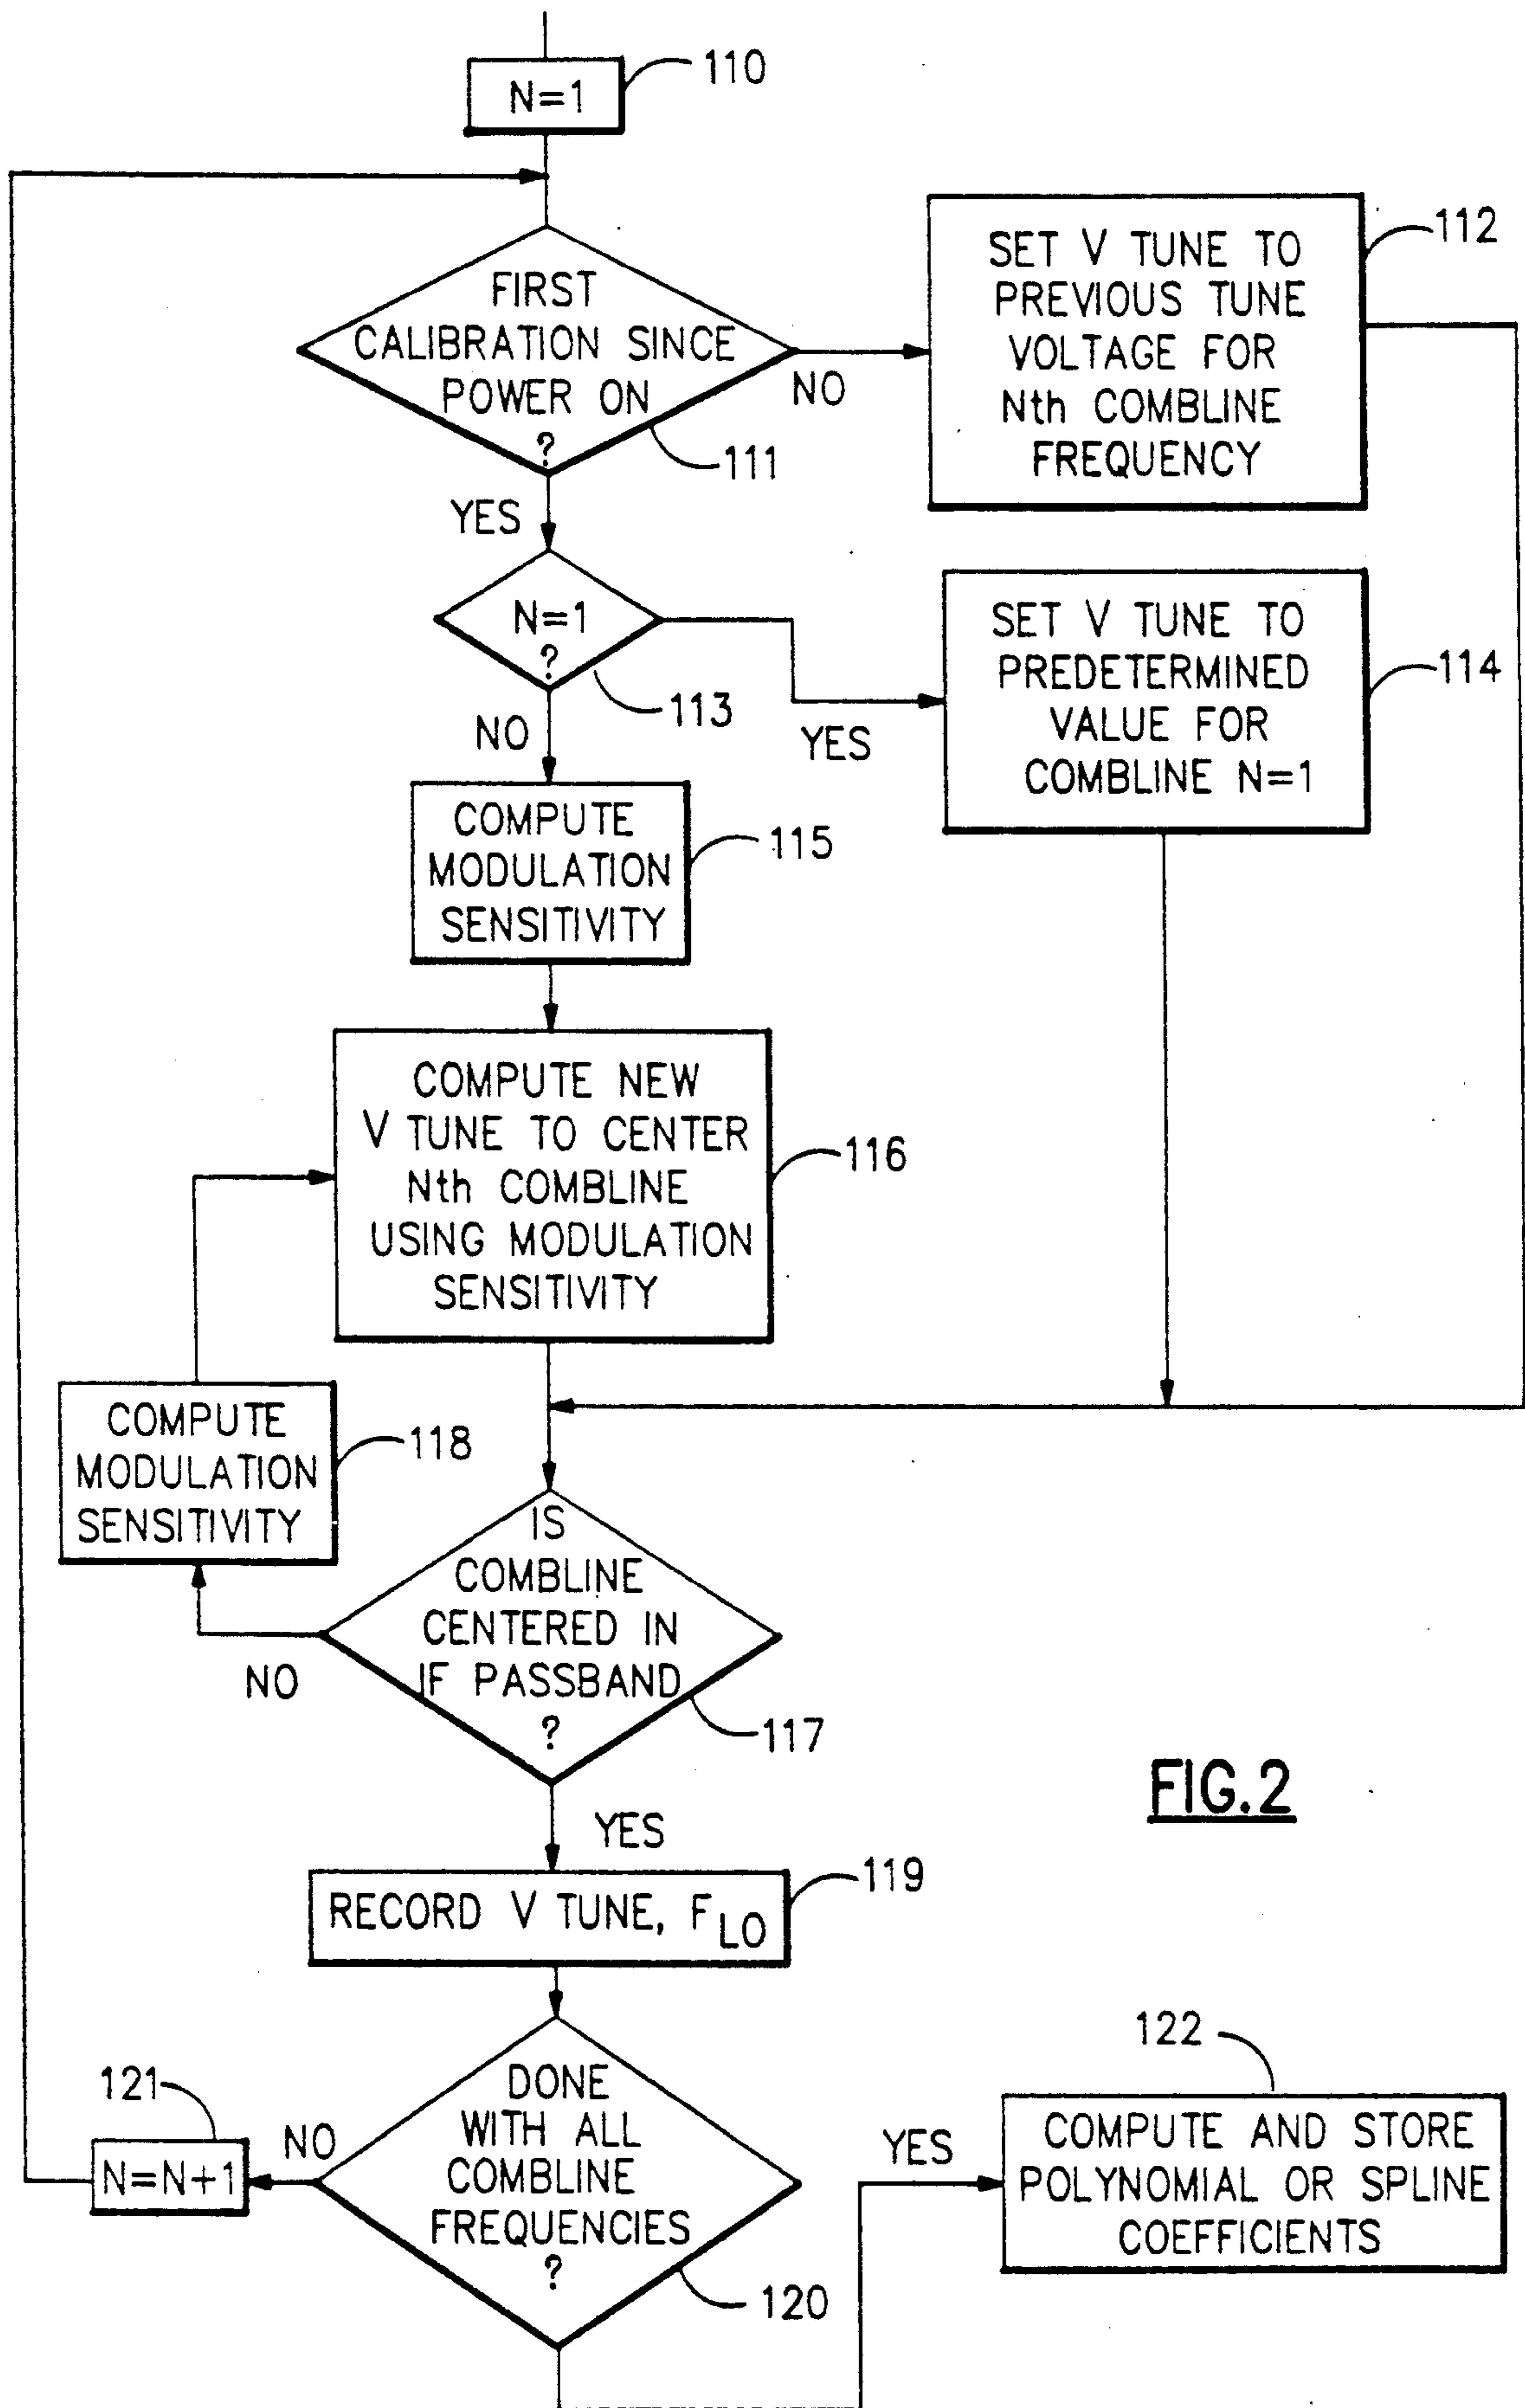 N=1
110
FIRST
CALIBRATION SINCE
POWER ON
?
111
NO
YES
SET V TUNE TO
PREVIOUS TUNE
VOLTAGE FOR
Nth COMBLINE
FREQUENCY
112
N=1
?
113
NO
YES
SET V TUNE TO
PREDETERMINED
VALUE FOR
COMBLINE N=1
114
COMPUTE
MODULATION
SENSITIVITY
115
COMPUTE NEW
V TUNE TO CENTER
Nth COMBLINE
USING MODULATION
SENSITIVITY
116
COMPUTE
MODULATION
SENSITIVITY
118
IS
COMBLINE
CENTERED IN
IF PASSBAND
?
117
NO
YES
FIG.2
RECORD V TUNE, F LO
119
DONE
WITH ALL
COMBLINE
FREQUENCIES
?
120
NO
121
N=N+1
YES
122
COMPUTE AND STORE
POLYNOMIAL OR SPLINE
COEFFICIENTS